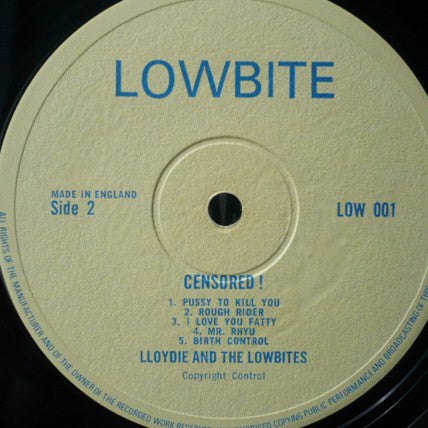 LOWBITE
MADE IN ENGLAND
Side 2
LOW 001
CENSORED !
1. PUSSY TO KILL YOU
2. ROUGH RIDER
3. I LOVE YOU FATTY
4. MR. RHYU
5. BIRTH CONTROL
LLOYDIE AND THE LOWBITES
Copyright Control
ALL RIGHTS OF THE MANUFACTURER AND OF THE OWNER OF THE RECORDED WORK COPYING PUBLIC PERFORMANCE AND BROADCASTING OF